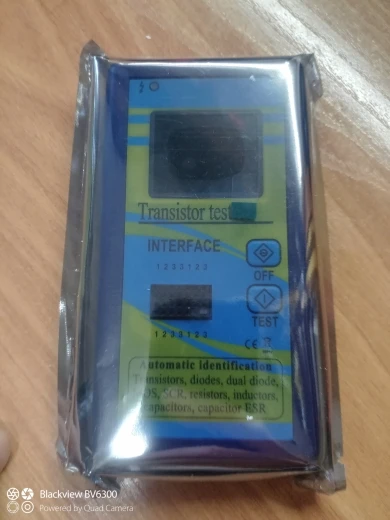 Transistor tes
INTERFACE
1 2 3 3 1 2 3
OFF
1 2 3 3 1 2 3
TEST
CE
Automatic identification
Transistors, diodes, dual diode,
OS, SCR, resistors, inductors,
capacitors, capacitor ESR
Blackview BV6300
Powered by Quad Camera